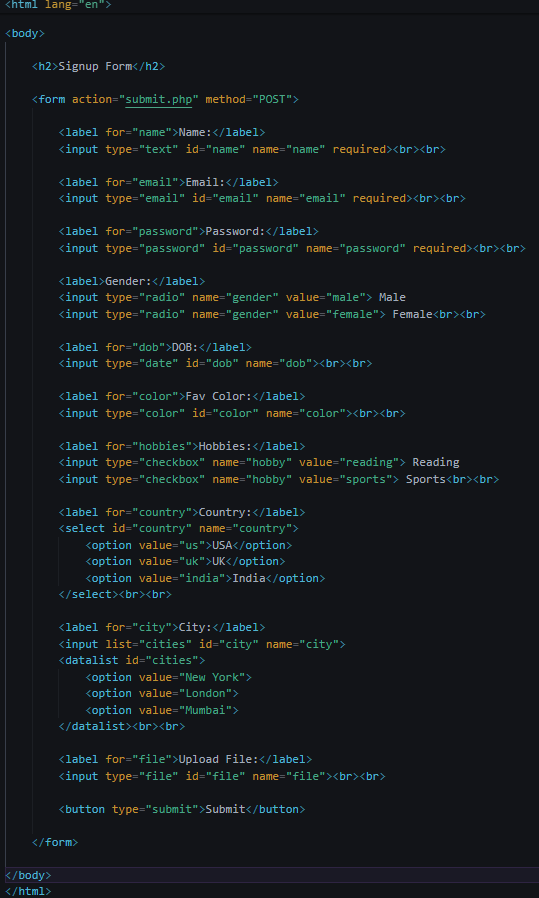 <html lang="en">
<body>
<h2>Signup Form</h2>
<form action="submit.php" method="POST">
<label for="name">Name:</label>
<input type="text" id="name" name="name" required><br><br>
<label for="email">Email:</label>
<input type="email" id="email" name="email" required><br><br>
<label for="password">Password:</label>
<input type="password" id="password" name="password" required><br><br>
<label>Gender:</label>
<input type="radio" name="gender" value="male"> Male
<input type="radio" name="gender" value="female"> Female<br><br>
<label for="dob">DOB:</label>
<input type="date" id="dob" name="dob"><br><br>
<label for="color">Fav Color:</label>
<input type="color" id="color" name="color"><br><br>
<label for="hobbies">Hobbies:</label>
<input type="checkbox" name="hobby" value="reading"> Reading
<input type="checkbox" name="hobby" value="sports"> Sports<br><br>
<label for="country">Country:</label>
<select id="country" name="country">
<option value="us">USA</option>
<option value="uk">UK</option>
<option value="india">India</option>
</select><br><br>
<label for="city">City:</label>
<input list="cities" id="city" name="city">
<datalist id="cities">
<option value="New York">
<option value="London">
<option value="Mumbai">
</datalist><br><br>
<label for="file">Upload File:</label>
<input type="file" id="file" name="file"><br><br>
<button type="submit">Submit</button>
</form>
</body>
</html>